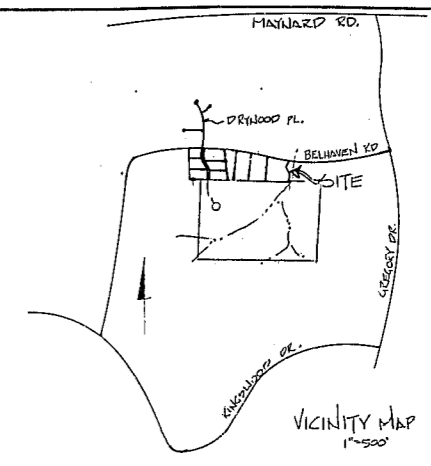 MAYNARD RD.
DRYWOOD PL.
BELHAVEN RD
SITE
GREGORY DR.
KINGSWOOD DR.
VICINITY MAP
1"=500'